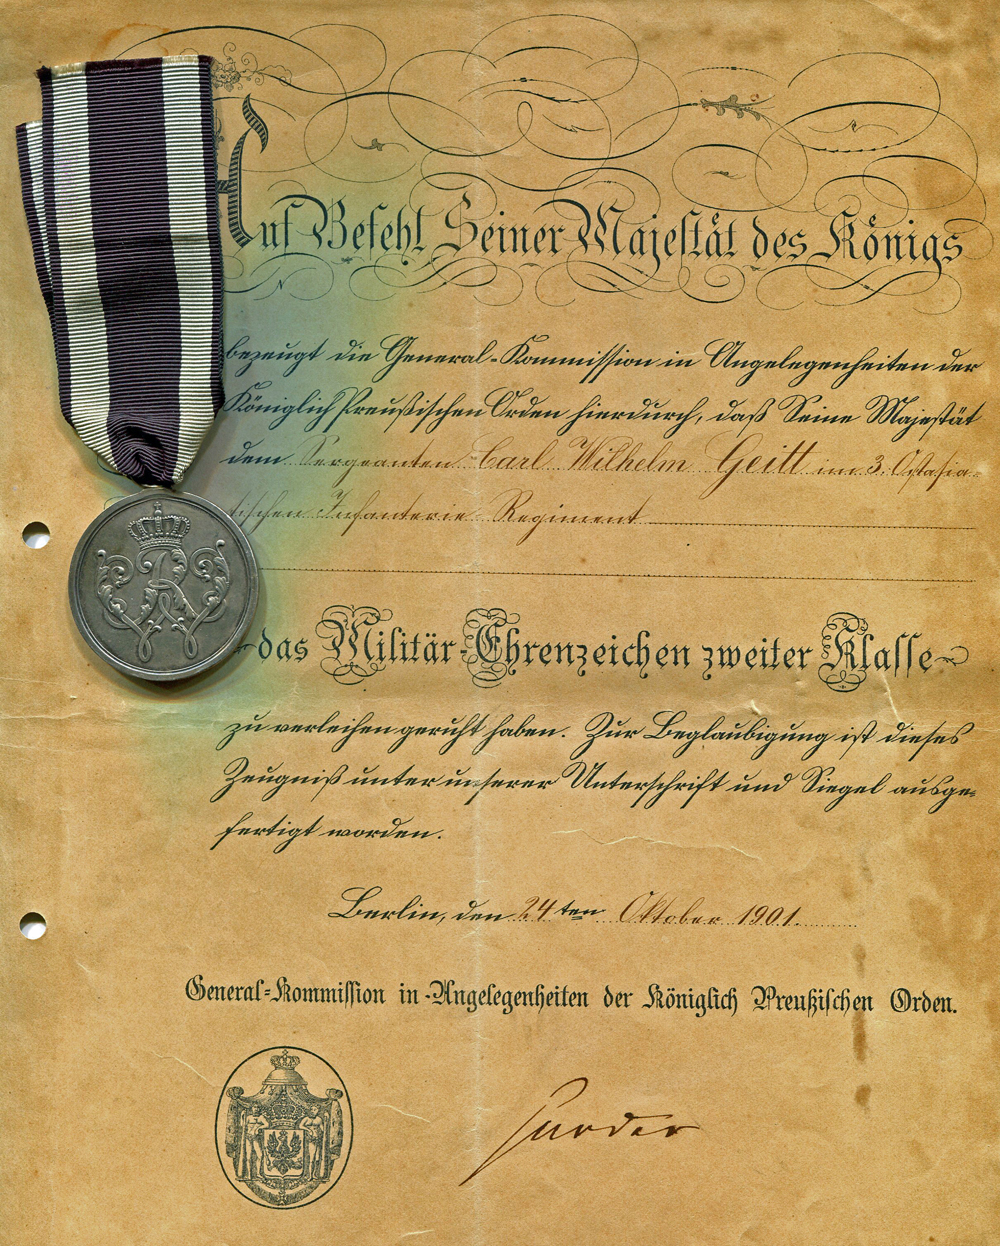 Auf Befehl Seiner Majestät des Königs
bezeugt die General-Kommission in Angelegenheiten der
Königlich Preußischen Orden hierdurch, daß Seine Majestät
dem Sergeanten Carl Wilhelm Geitt im 3. Ostasia-
tischen Infanterie-Regiment
das Militär-Ehrenzeichen zweiter Klasse
zu verleihen geruht haben. Zur Beglaubigung ist dieses
Zeugniß unter unserer Unterschrift und Siegel ausge-
fertigt worden.
Berlin, den 24ten Oktober 1901.
General-Kommission in Angelegenheiten der Königlich Preußischen Orden.